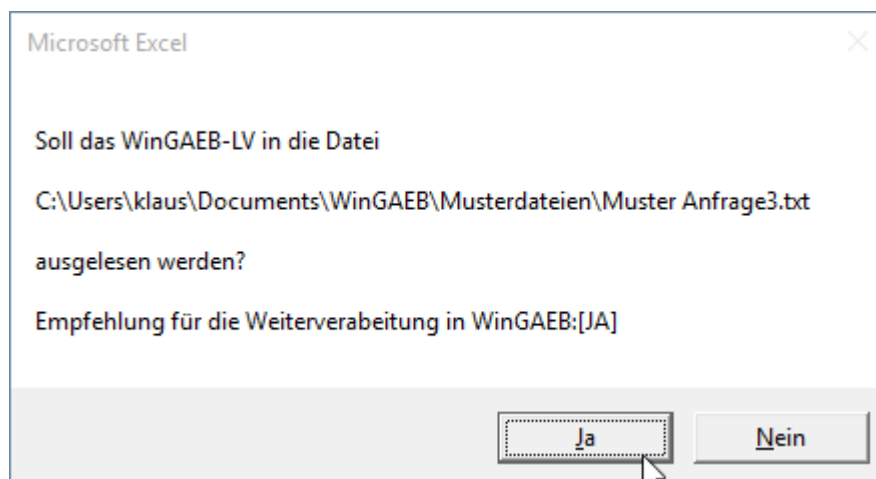 Microsoft Excel
Soll das WinGAEB-LV in die Datei
C:\Users\klaus\Documents\WinGAEB\Musterdateien\Muster Anfrage3.txt
ausgelesen werden?
Empfehlung für die Weiterverabeitung in WinGAEB:[JA]
Ja
Nein